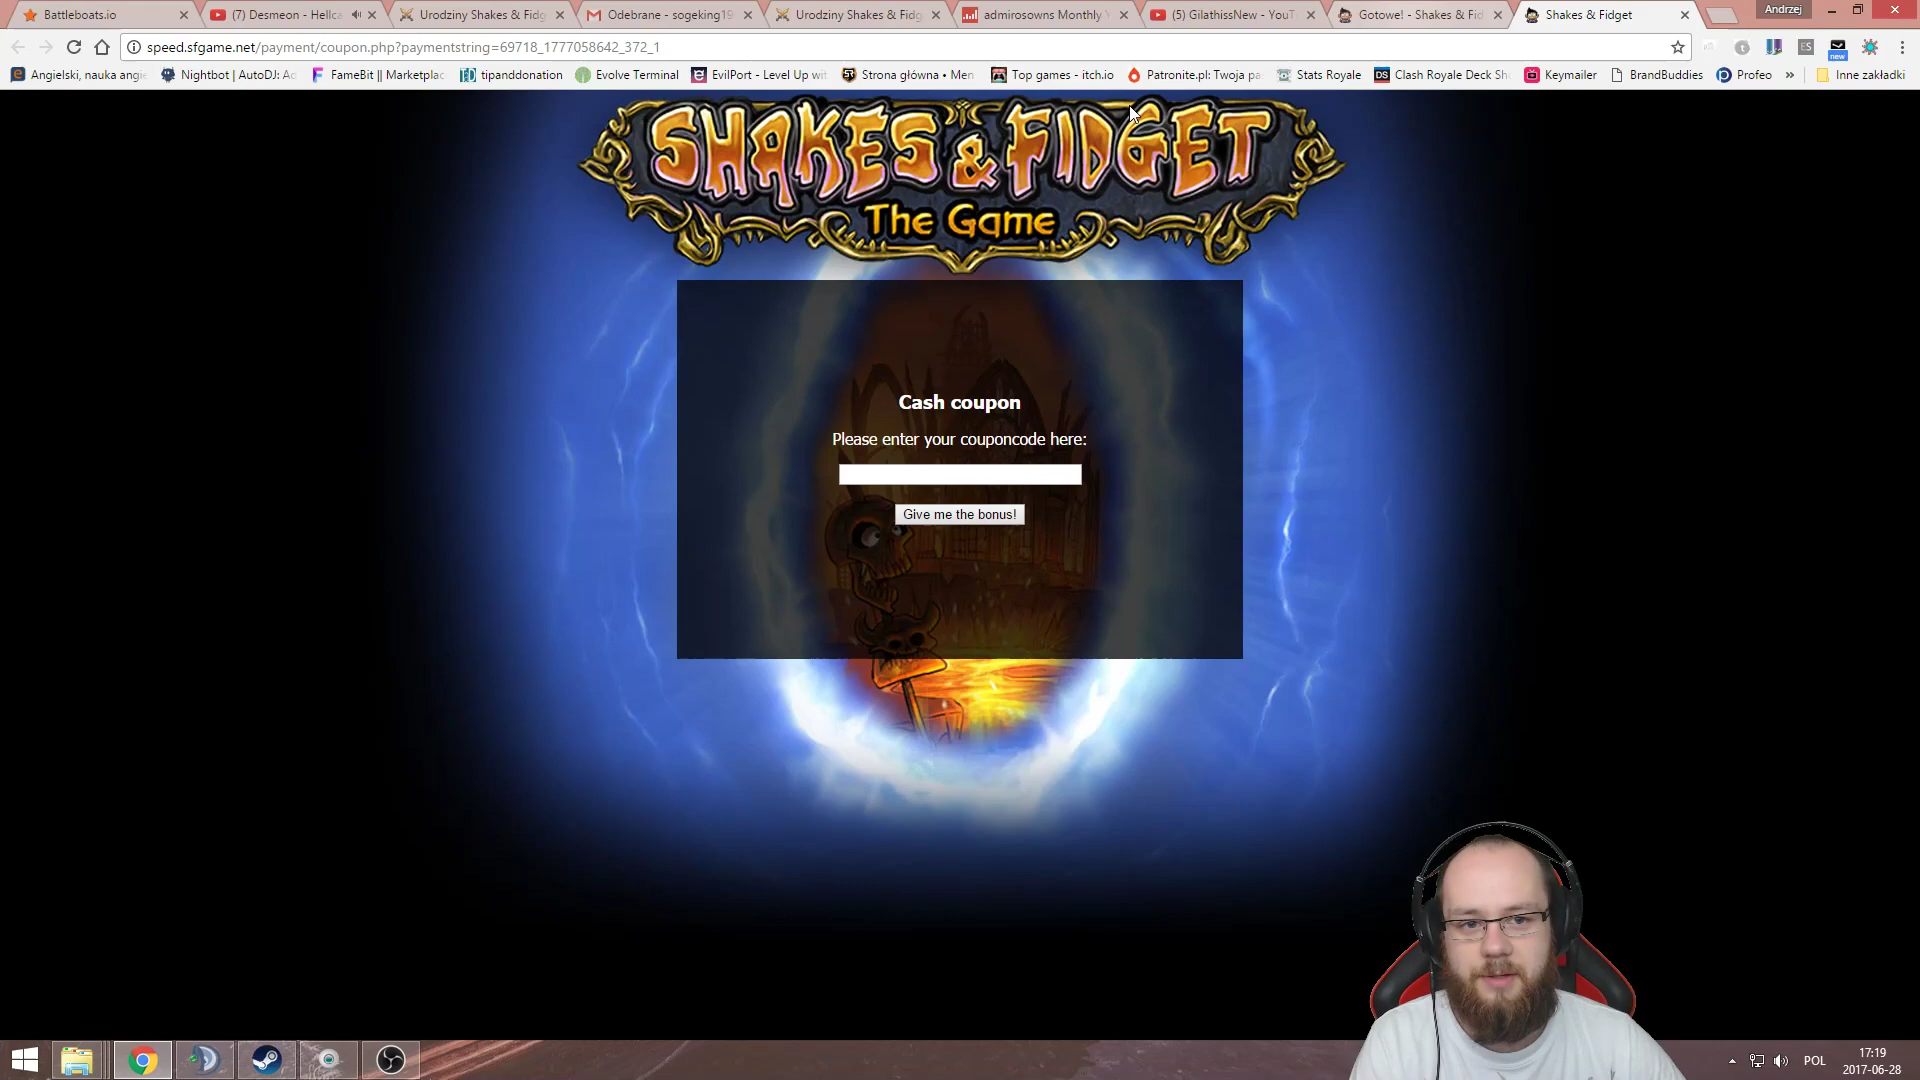 Battleboats.io
(7) Desmeon - Hellca
Urodziny Shakes & Fidg
Odebrane - sogeking19
Urodziny Shakes & Fidg
admirosowns Monthly Y
(5) GilathissNew - YouT
Gotowe! - Shakes & Fid
Shakes & Fidget
Andrzej
speed.sfgame.net/payment/coupon.php?paymentstring=69718_1777058642_372_1
ES
new
Angielski, nauka angie
Nightbot | AutoDJ: Ad
FameBit || Marketplac
tipanddonation
Evolve Terminal
EvilPort - Level Up wit
Strona główna • Men
Top games - itch.io
Patronite.pl: Twoja pa
Stats Royale
Clash Royale Deck Sh
Keymailer
BrandBuddies
Profeo
»
Inne zakładki
SHAKES & FIDGET
The Game
Cash coupon
Please enter your couponcode here:
Give me the bonus!
POL
17:19
2017-06-28